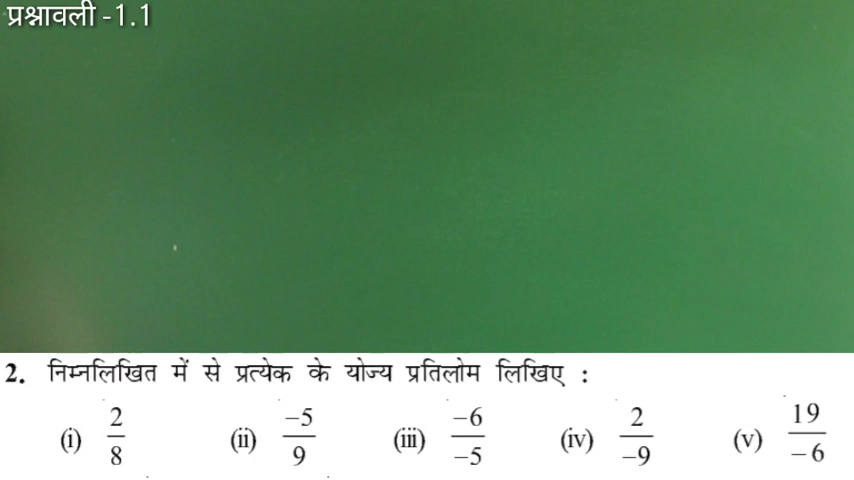 प्रश्नावली -1.1
2. निम्नलिखित में से प्रत्येक के योज्य प्रतिलोम लिखिए :
(i) 2/8 (ii) -5/9 (iii) -6/-5 (iv) 2/-9 (v) 19/-6